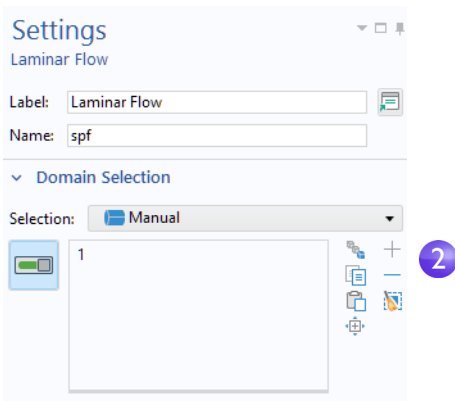 Settings
Laminar Flow
Label: Laminar Flow
Name: spf
Domain Selection
Selection: Manual
1
2